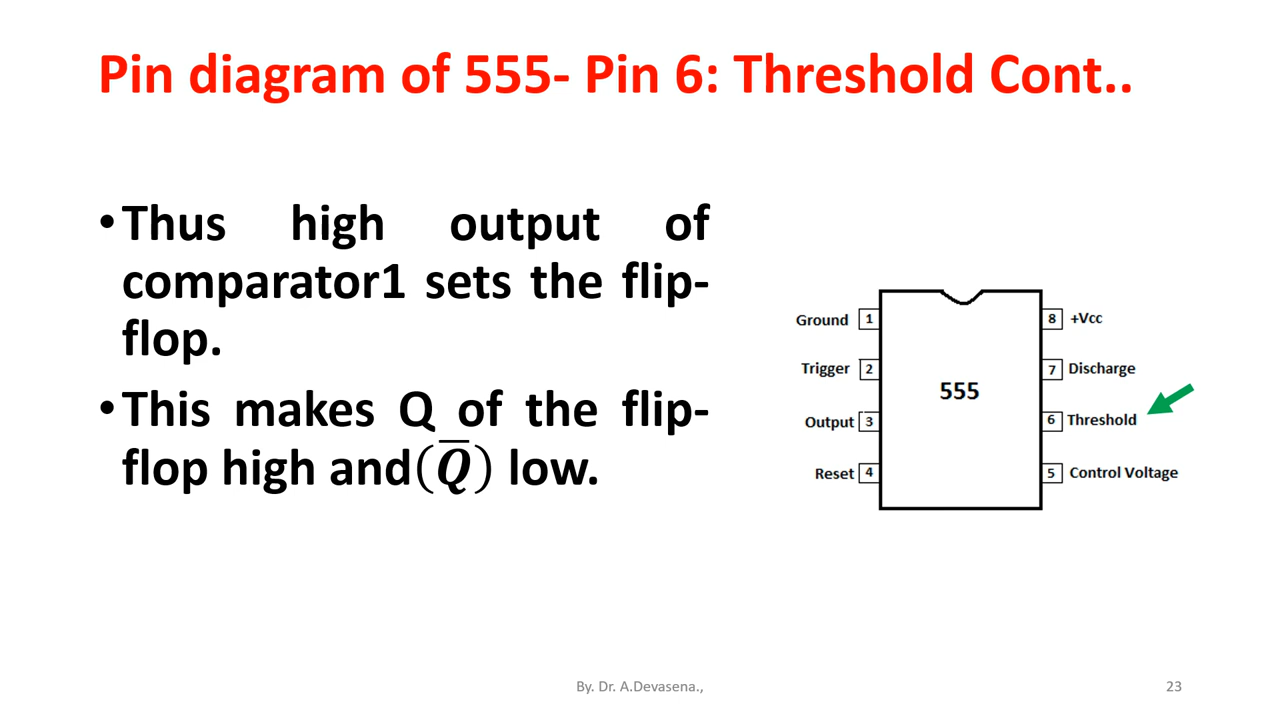 Pin diagram of 555- Pin 6: Threshold Cont..
•Thus high output of
comparator1 sets the flip-
flop.
•This makes Q of the flip-
flop high and(Q̅) low.
Ground 1
Trigger 2
Output 3
Reset 4
555
8 +Vcc
7 Discharge
6 Threshold
5 Control Voltage
By. Dr. A.Devasena.,
23